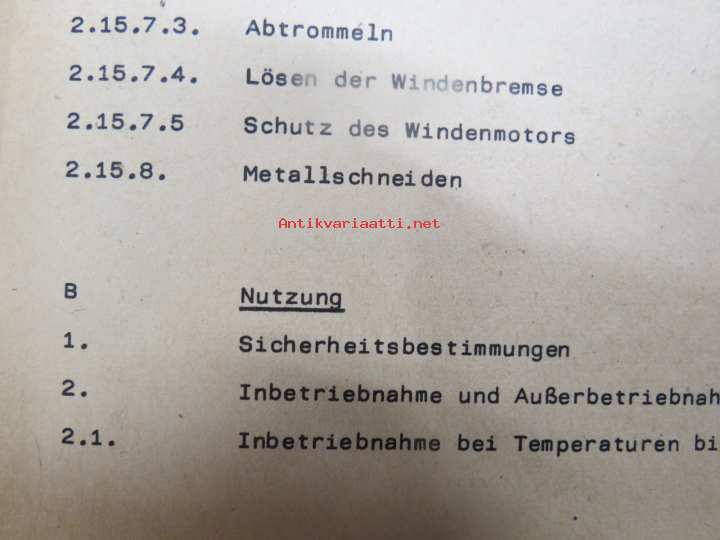 2.15.7.3. Abtrommeln
2.15.7.4. Lösen der Windenbremse
2.15.7.5 Schutz des Windenmotors
2.15.8. Metallschneiden
Antikvariaatti.net
B Nutzung
1. Sicherheitsbestimmungen
2. Inbetriebnahme und Außerbetriebnah
2.1. Inbetriebnahme bei Temperaturen bi